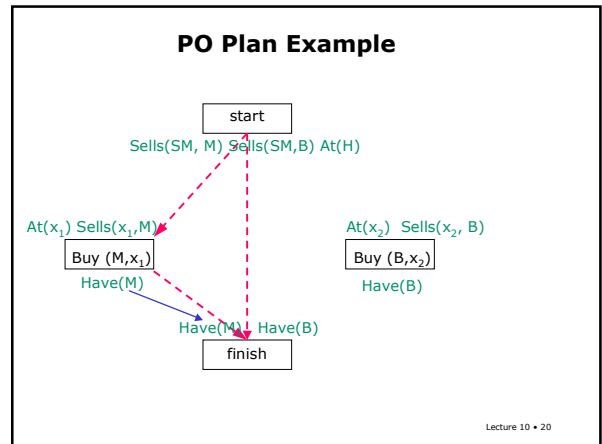 PO Plan Example
start
Sells(SM, M) Sells(SM,B) At(H)
At(x₁) Sells(x₁,M)
At(x₂) Sells(x₂, B)
Buy (M,x₁)
Buy (B,x₂)
Have(M)
Have(B)
Have(M) Have(B)
finish
Lecture 10 • 20